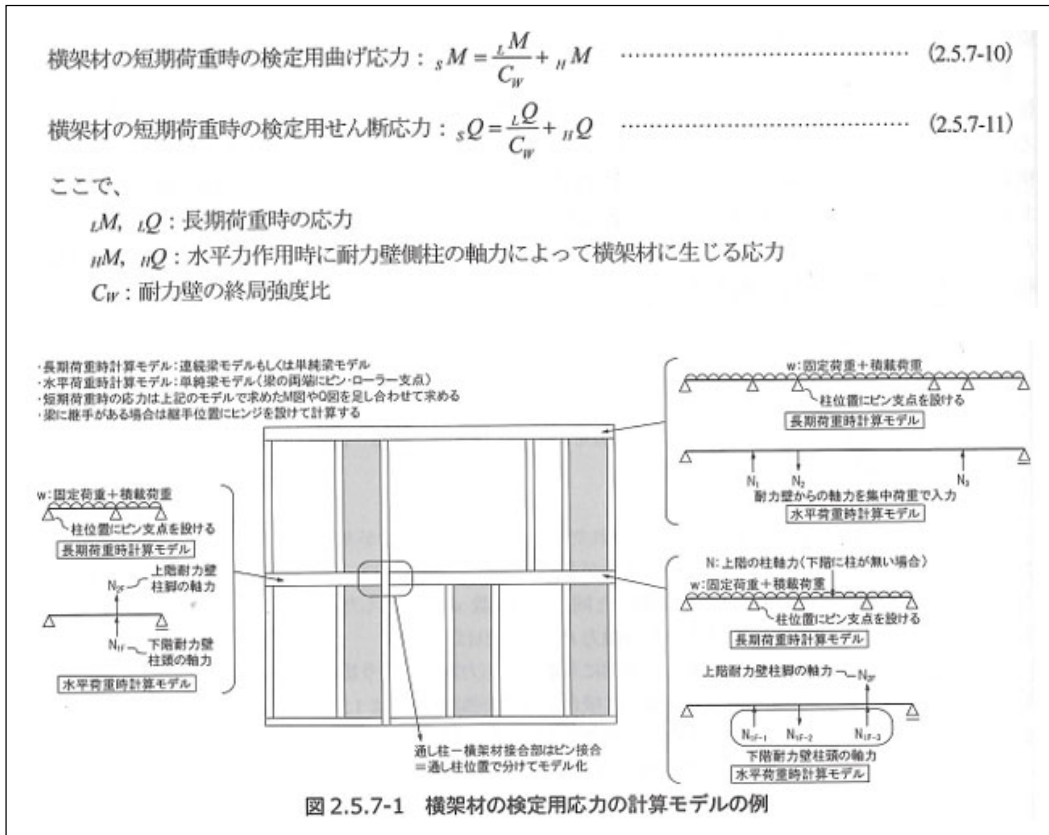 横架材の短期荷重時の検定用曲げ応力：ₛM = ₗM / C_W + ₕM ………………………………… (2.5.7-10)
横架材の短期荷重時の検定用せん断応力：ₛQ = ₗQ / C_W + ₕQ ………………………………… (2.5.7-11)
ここで、
ₗM, ₗQ：長期荷重時の応力
ₕM, ₕQ：水平力作用時に耐力壁側柱の軸力によって横架材に生じる応力
C_W：耐力壁の終局強度比
・長期荷重時計算モデル：連続梁モデルもしくは単純梁モデル
・水平荷重時計算モデル：単純梁モデル（梁の両端にピン・ローラー支点）
・短期荷重時の応力は上記のモデルで求めたM図やQ図を足し合わせて求める
・梁に継手がある場合は継手位置にヒンジを設けて計算する
w：固定荷重＋積載荷重
柱位置にピン支点を設ける
長期荷重時計算モデル
N₂F 上階耐力壁
柱脚の軸力
N₁F 下階耐力壁
柱頭の軸力
水平荷重時計算モデル
w：固定荷重＋積載荷重
柱位置にピン支点を設ける
長期荷重時計算モデル
N₁ N₂ N₃
耐力壁からの軸力を集中荷重で入力
水平荷重時計算モデル
N：上階の柱軸力（下階に柱が無い場合）
w：固定荷重＋積載荷重
柱位置にピン支点を設ける
長期荷重時計算モデル
上階耐力壁柱脚の軸力 N₂F
N₁F₋₁ N₁F₋₂ N₁F₋₃
下階耐力壁柱頭の軸力
水平荷重時計算モデル
通し柱－横架材接合部はピン接合
＝通し柱位置で分けてモデル化
図 2.5.7-1 横架材の検定用応力の計算モデルの例